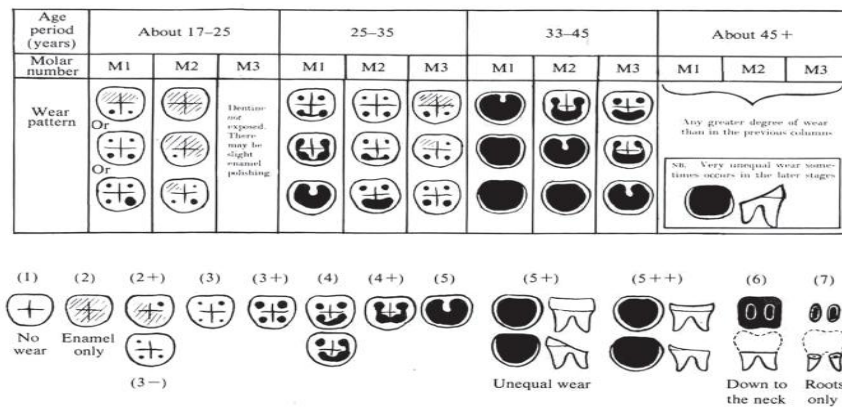 Age period (years) About 17–25 25–35 33–45 About 45+
Molar number M1 M2 M3 M1 M2 M3 M1 M2 M3 M1 M2 M3
Wear pattern
Or
Or
Dentine
not
exposed.
There
may be
slight
enamel
polishing
Any greater degree of wear
than in the previous columns
NB. Very unequal wear some-
times occurs in the later stages
(1) (2) (2+) (3) (3+) (4) (4+) (5) (5+) (5++) (6) (7)
No wear
Enamel only
(3–)
Unequal wear
Down to the neck
Roots only